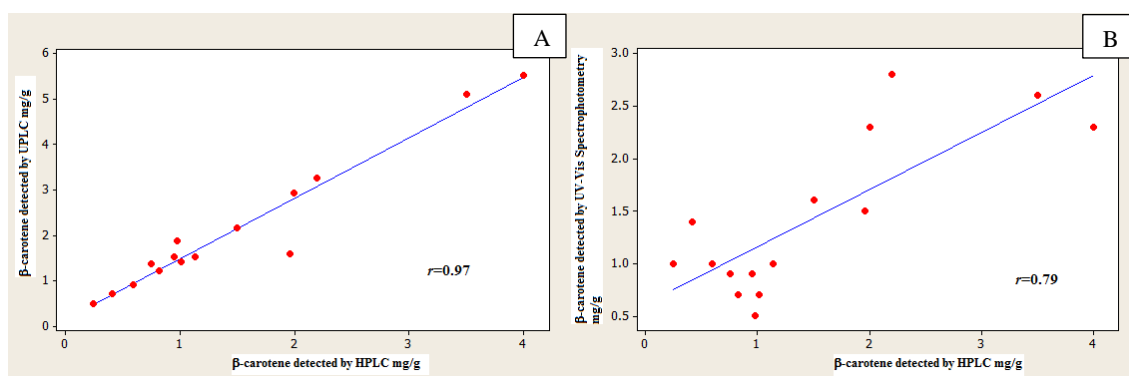 A
6
5
4
3
2
1
0
β-carotene detected by UPLC mg/g
r=0.97
0 1 2 3 4
β-carotene detected by HPLC mg/g
B
3.0
2.5
2.0
1.5
1.0
0.5
β-carotene detected by UV-Vis Spectrophotometry
mg/g
r=0.79
0 1 2 3 4
β-carotene detected by HPLC mg/g